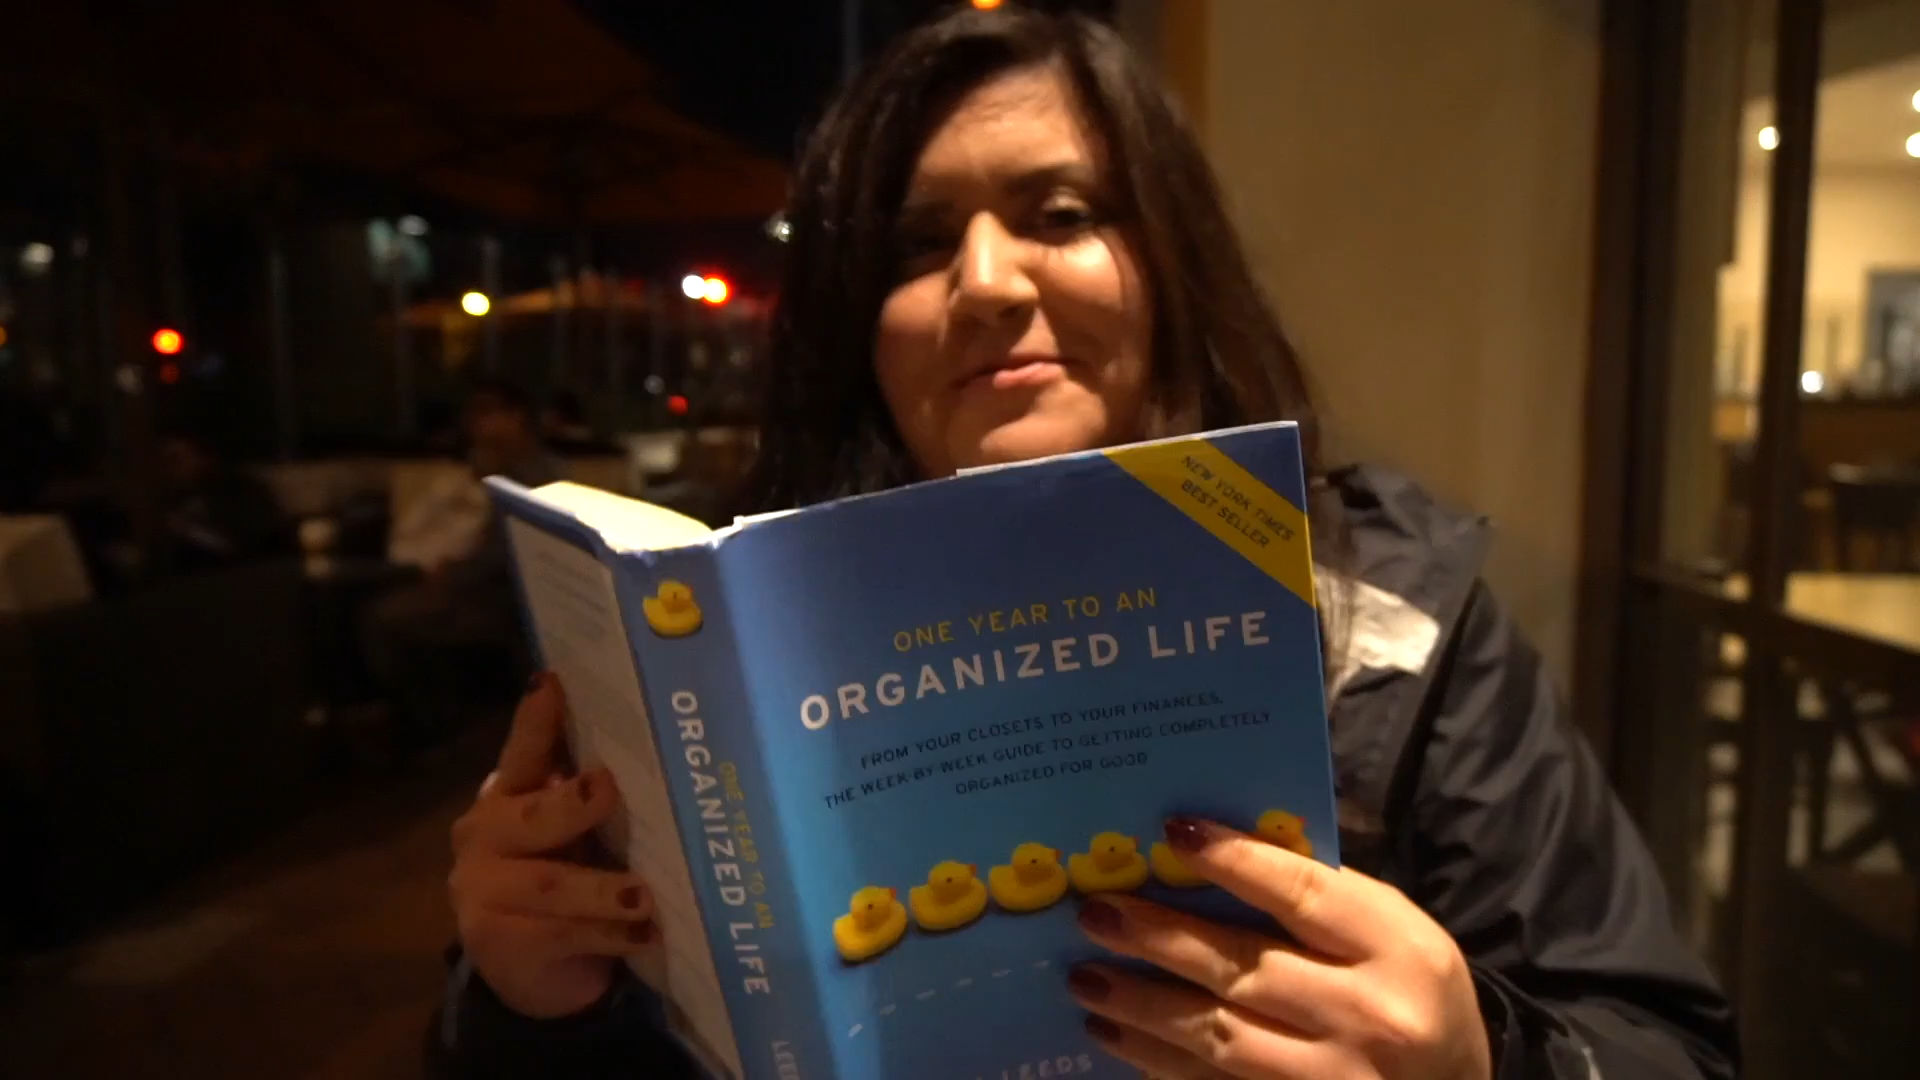 NEW YORK TIMES
BEST SELLER
ONE YEAR TO AN
ORGANIZED LIFE
FROM YOUR CLOSETS TO YOUR FINANCES,
THE WEEK-BY-WEEK GUIDE TO GETTING COMPLETELY
ORGANIZED FOR GOOD
LEEDS
ONE YEAR TO AN
ORGANIZED LIFE